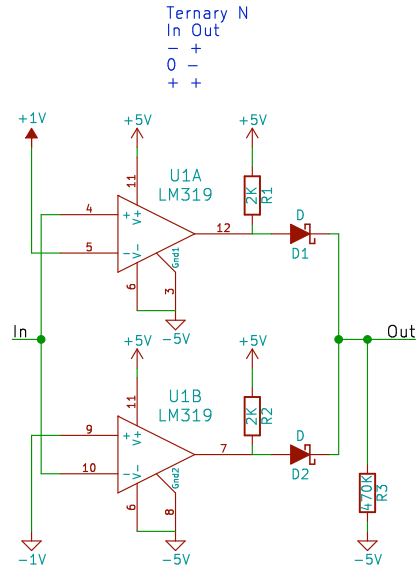 Ternary N
In Out
- +
0 -
+ +
+1V
+5V
+5V
11
U1A
LM319
2K
R1
4
+
V+
12
D
D1
5
-
V-
Gnd1
6
3
In
-5V
Out
+5V
+5V
11
U1B
LM319
2K
R2
9
+
V+
7
D
D2
10
-
V-
Gnd2
470K
R3
6
8
-1V
-5V
-5V